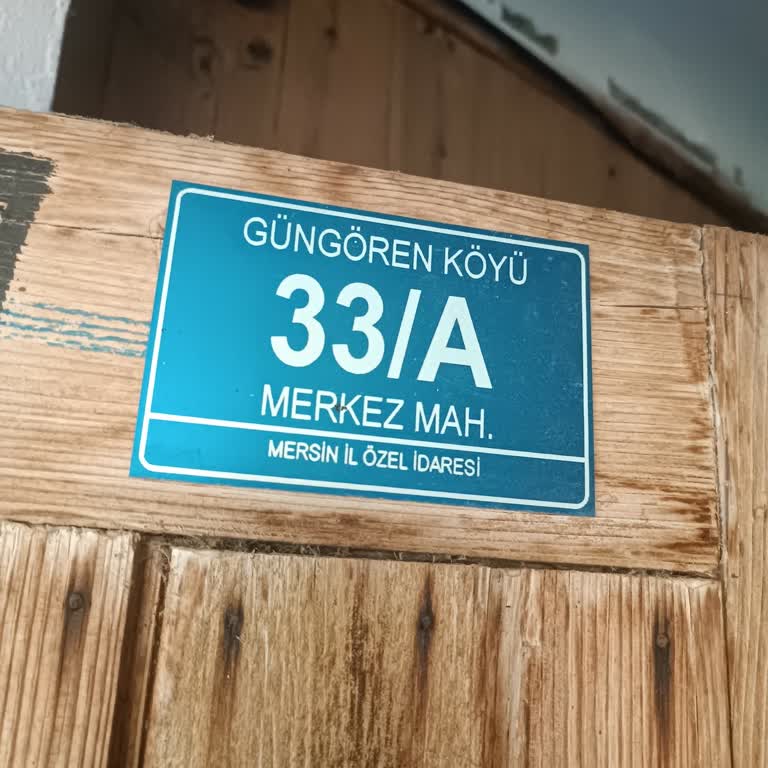 GÜNGÖREN KÖYÜ
33/A
MERKEZ MAH.
MERSİN İL ÖZEL İDARESİ